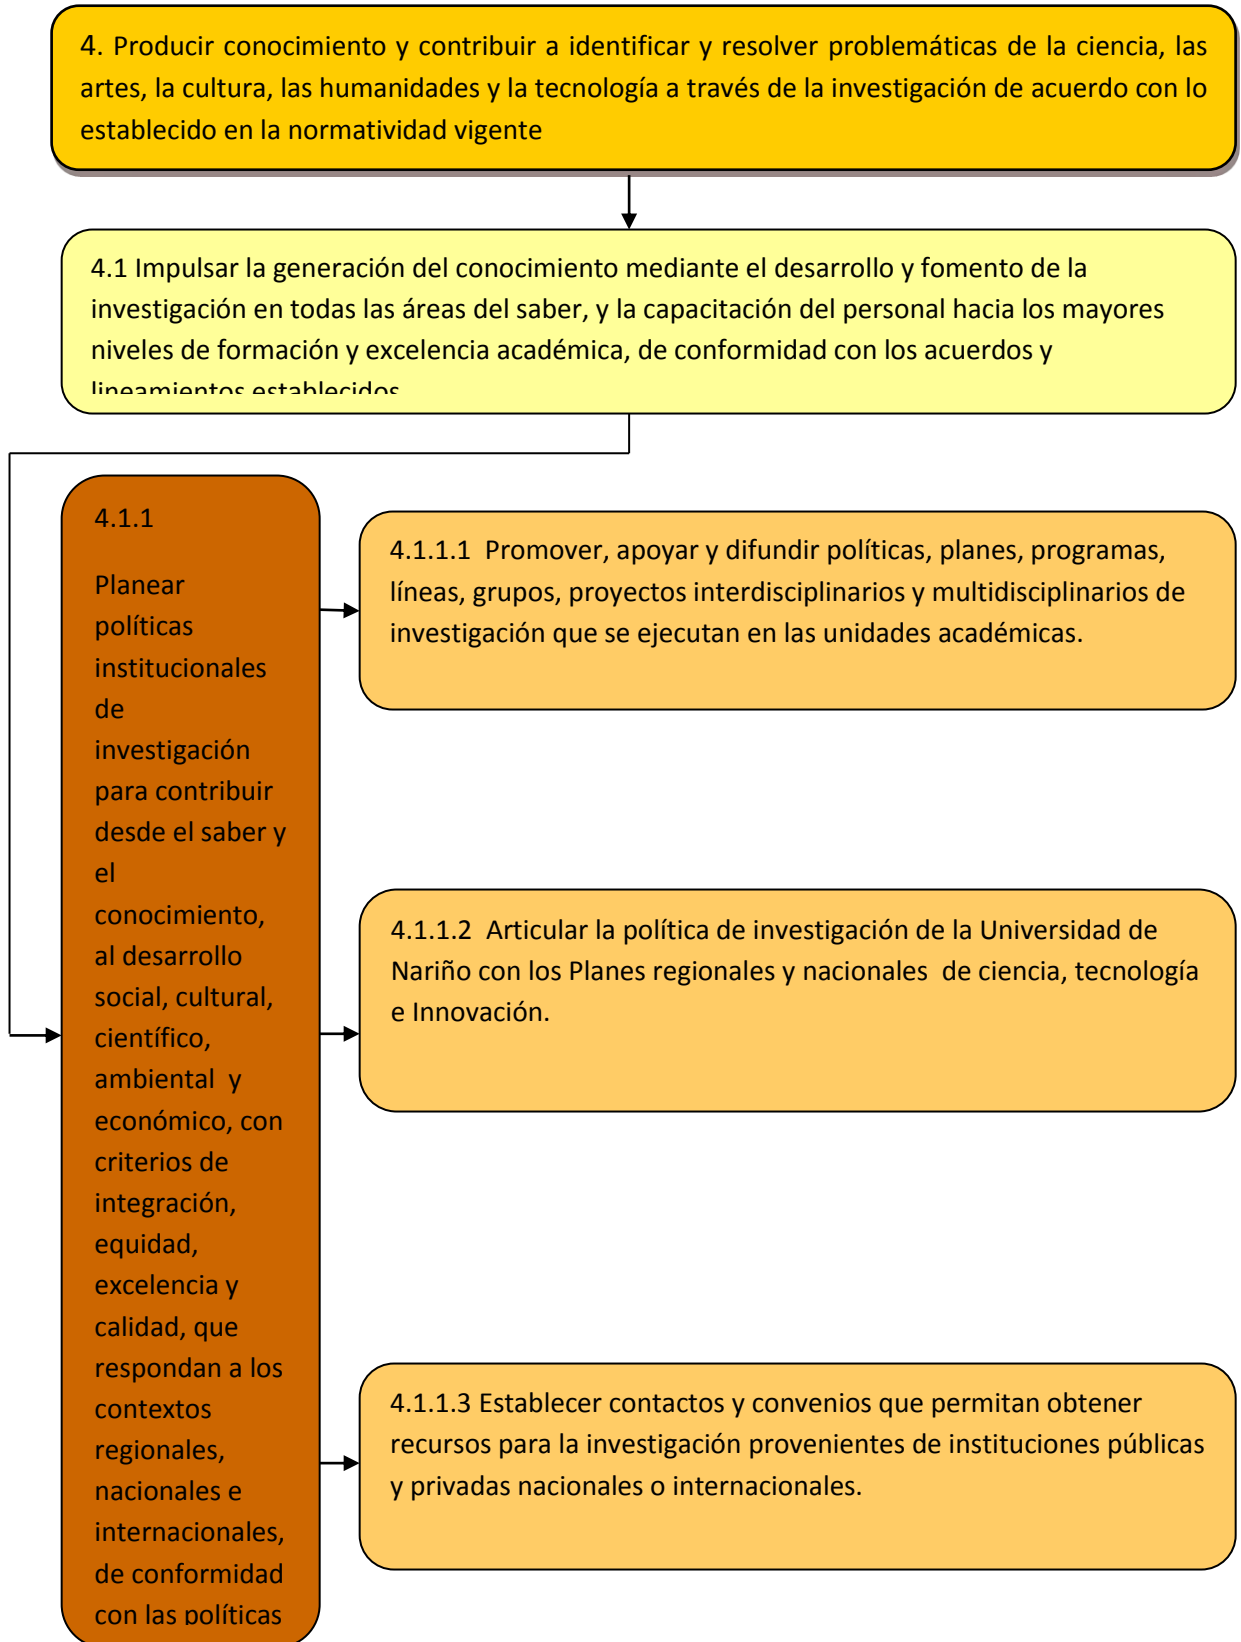 4. Producir conocimiento y contribuir a identificar y resolver problemáticas de la ciencia, las
artes, la cultura, las humanidades y la tecnología a través de la investigación de acuerdo con lo
establecido en la normatividad vigente
4.1 Impulsar la generación del conocimiento mediante el desarrollo y fomento de la
investigación en todas las áreas del saber, y la capacitación del personal hacia los mayores
niveles de formación y excelencia académica, de conformidad con los acuerdos y
lineamientos establecidos
4.1.1
Planear
políticas
institucionales
de
investigación
para contribuir
desde el saber y
el
conocimiento,
al desarrollo
social, cultural,
científico,
ambiental y
económico, con
criterios de
integración,
equidad,
excelencia y
calidad, que
respondan a los
contextos
regionales,
nacionales e
internacionales,
de conformidad
con las políticas
4.1.1.1 Promover, apoyar y difundir políticas, planes, programas,
líneas, grupos, proyectos interdisciplinarios y multidisciplinarios de
investigación que se ejecutan en las unidades académicas.
4.1.1.2 Articular la política de investigación de la Universidad de
Nariño con los Planes regionales y nacionales de ciencia, tecnología
e Innovación.
4.1.1.3 Establecer contactos y convenios que permitan obtener
recursos para la investigación provenientes de instituciones públicas
y privadas nacionales o internacionales.